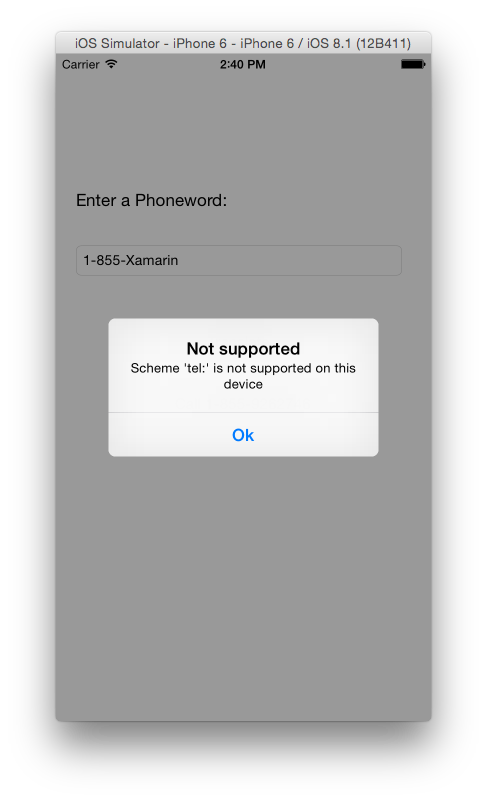 iOS Simulator - iPhone 6 - iPhone 6 / iOS 8.1 (12B411)
Carrier 2:40 PM
Enter a Phoneword:
1-855-Xamarin
Not supported
Scheme 'tel:' is not supported on this
device
Ok